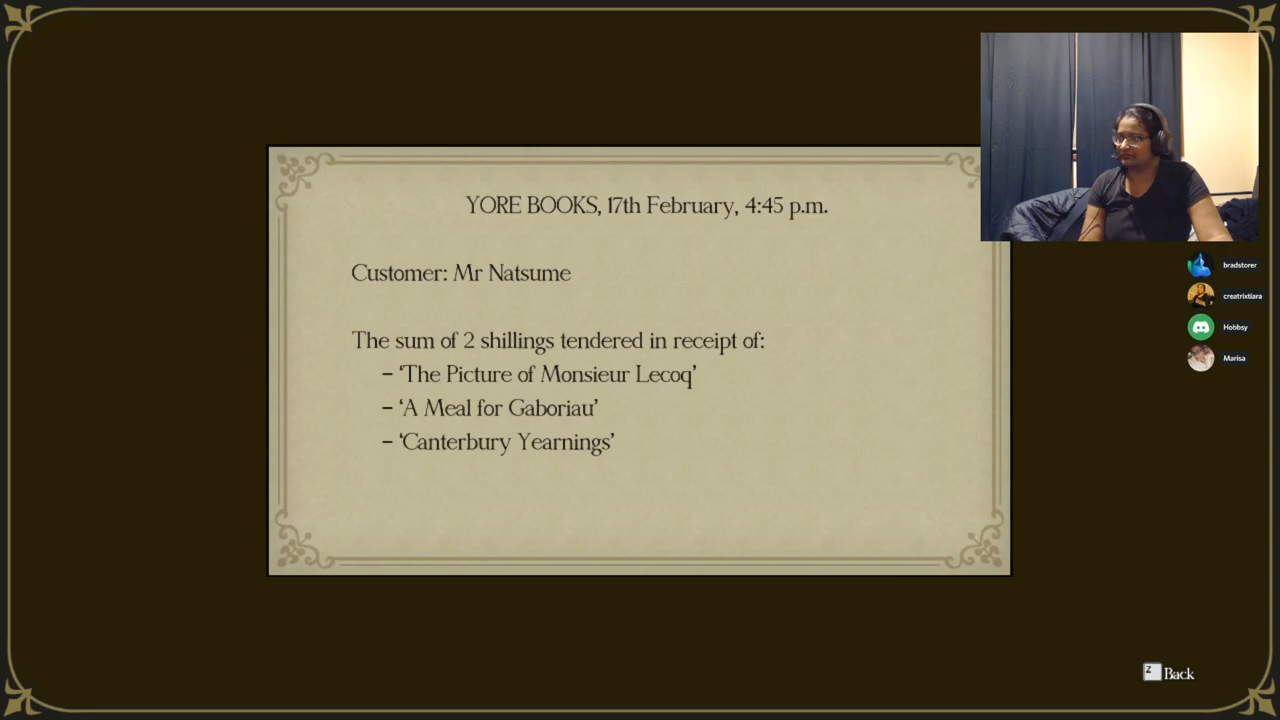 YORE BOOKS, 17th February, 4:45 p.m.
Customer: Mr Natsume
The sum of 2 shillings tendered in receipt of:
– ‘The Picture of Monsieur Lecoq’
– ‘A Meal for Gaboriau’
– ‘Canterbury Yearnings’
bradstorer
creatrixtiara
Hobbsy
Marisa
Z Back